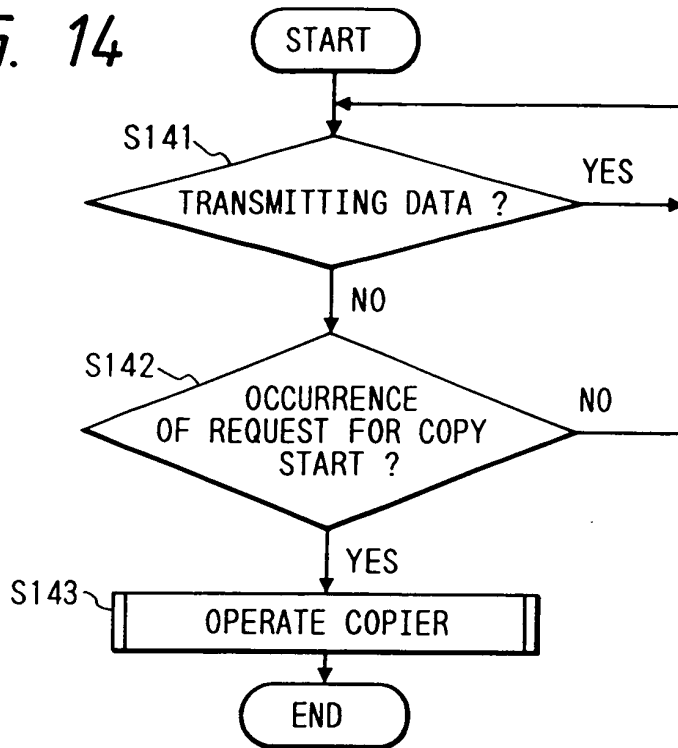 G. 14
START
S141
TRANSMITTING DATA ?
YES
NO
S142
OCCURRENCE
OF REQUEST FOR COPY
START ?
NO
YES
S143
OPERATE COPIER
END